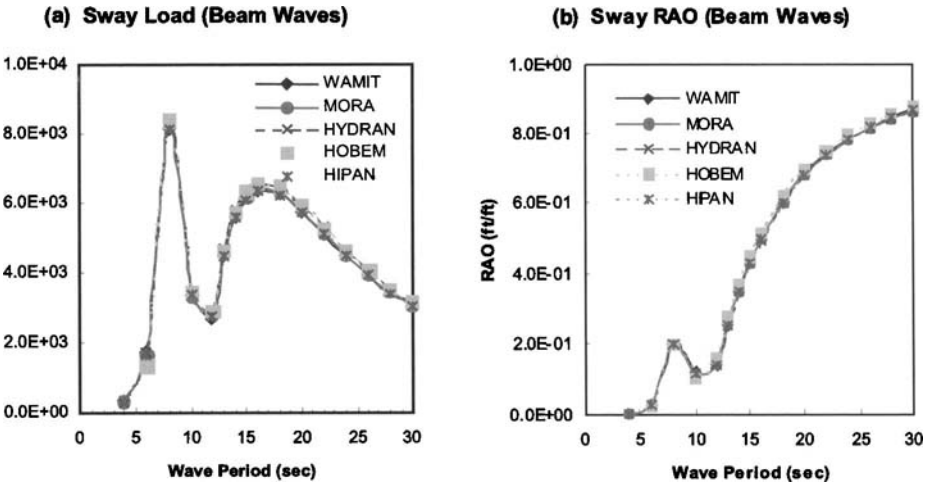 (a) Sway Load (Beam Waves)
1.0E+04
8.0E+03
6.0E+03
4.0E+03
2.0E+03
0.0E+00
0 5 10 15 20 25 30
Wave Period (sec)
WAMIT
MORA
HYDRAN
HOBEM
HIPAN
(b) Sway RAO (Beam Waves)
RAO (ft/ft)
1.0E+00
8.0E-01
6.0E-01
4.0E-01
2.0E-01
0.0E+00
0 5 10 15 20 25 30
Wave Period (sec)
WAMIT
MORA
HYDRAN
HOBEM
HIPAN